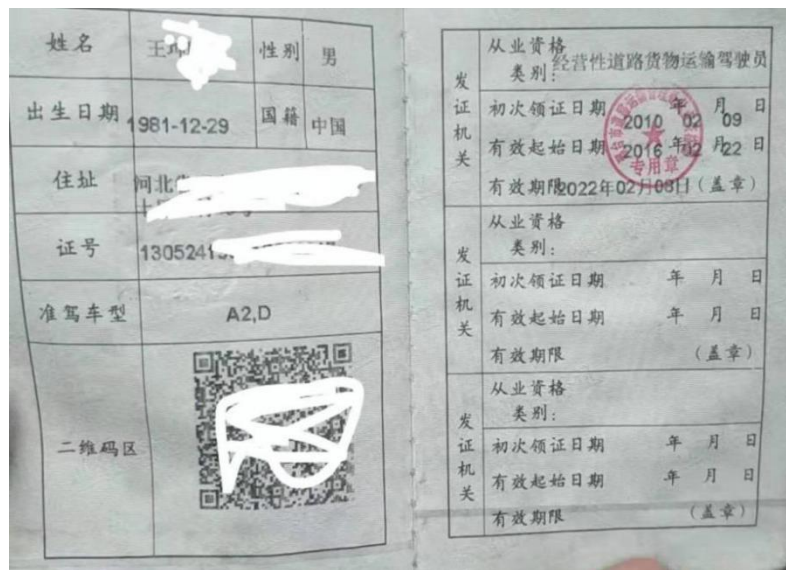 姓名 王 性别 男
出生日期 1981-12-29 国籍 中国
住址 河北
证号 1305241
准驾车型 A2,D
二维码区
发证机关
从业资格
类别: 经营性道路货物运输驾驶员
初次领证日期 2010 年 02 月 09 日
有效起始日期 2016 年 02 月 22 日
有效期限 2022年02月03日(盖章)
专用章
发证机关
从业资格
类别:
初次领证日期 年 月 日
有效起始日期 年 月 日
有效期限 (盖章)
发证机关
从业资格
类别:
初次领证日期 年 月 日
有效起始日期 年 月 日
有效期限 (盖章)